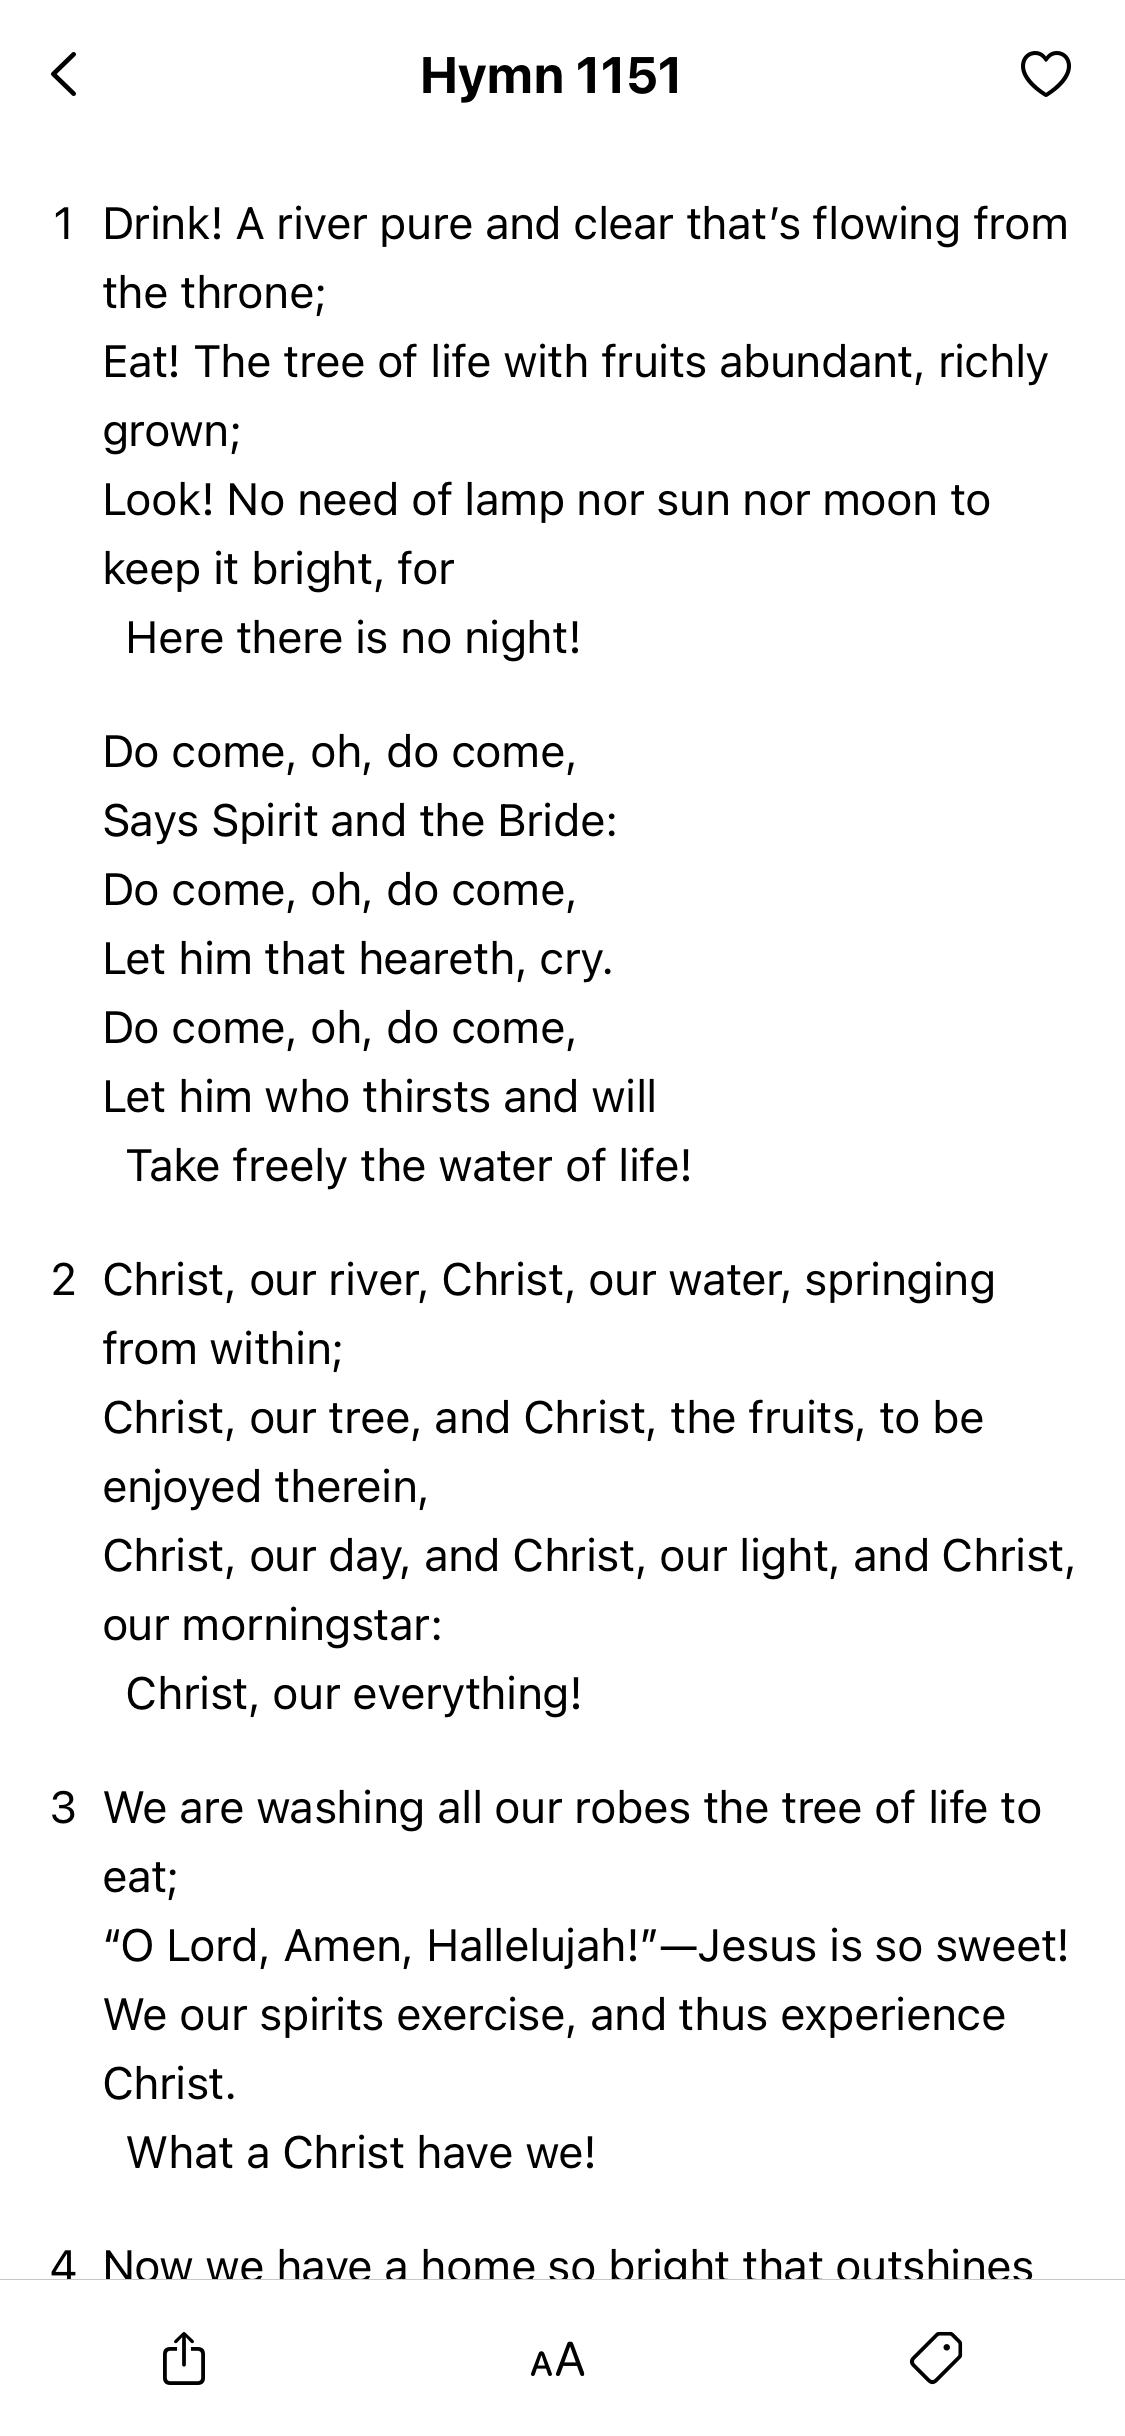 Hymn 1151
1 Drink! A river pure and clear that’s flowing from
the throne;
Eat! The tree of life with fruits abundant, richly
grown;
Look! No need of lamp nor sun nor moon to
keep it bright, for
Here there is no night!
Do come, oh, do come,
Says Spirit and the Bride:
Do come, oh, do come,
Let him that heareth, cry.
Do come, oh, do come,
Let him who thirsts and will
Take freely the water of life!
2 Christ, our river, Christ, our water, springing
from within;
Christ, our tree, and Christ, the fruits, to be
enjoyed therein,
Christ, our day, and Christ, our light, and Christ,
our morningstar:
Christ, our everything!
3 We are washing all our robes the tree of life to
eat;
“O Lord, Amen, Hallelujah!”—Jesus is so sweet!
We our spirits exercise, and thus experience
Christ.
What a Christ have we!
4 Now we have a home so bright that outshines
AA